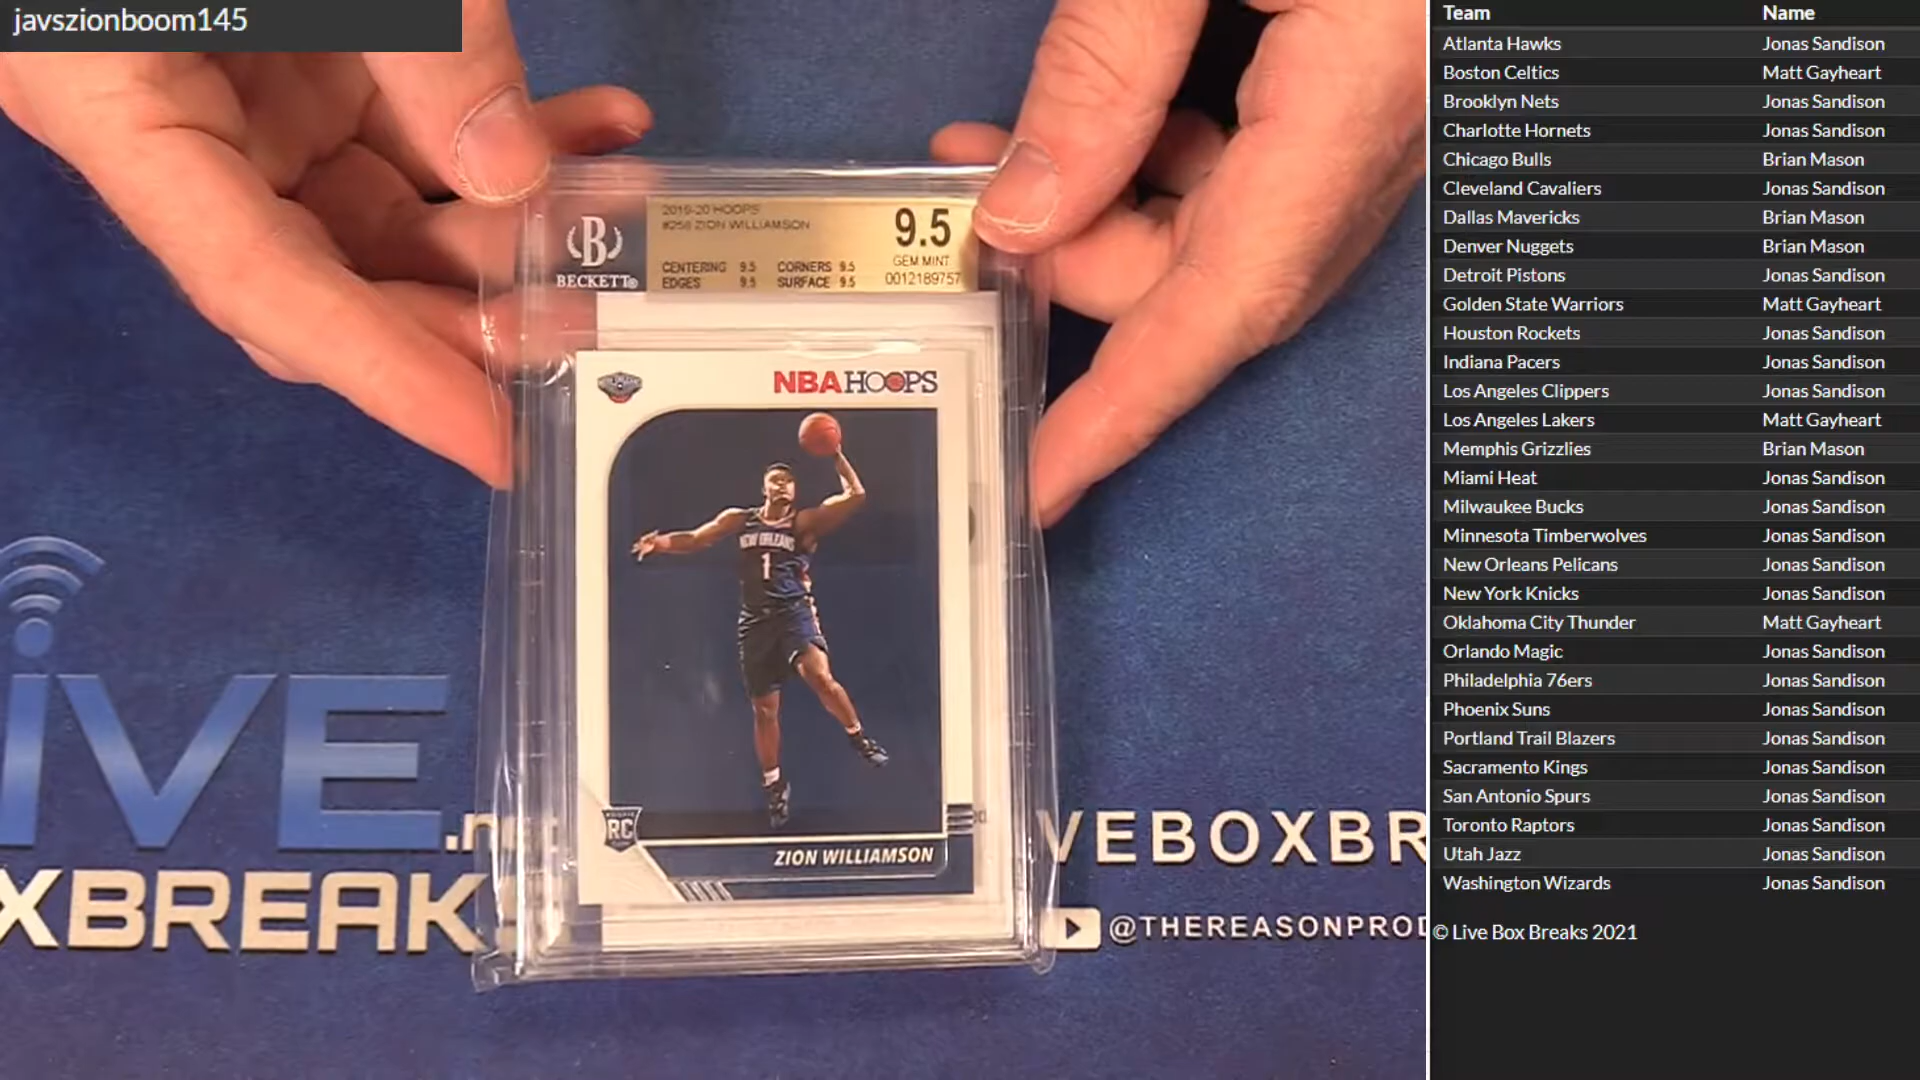 javszionboom145
2019-20 HOOPS
#258 ZION WILLIAMSON
CENTERING 9.5 CORNERS 9.5
EDGES 9.5 SURFACE 9.5
9.5
GEM MINT
0012189757
B
BECKETT®
NBA HOOPS
NEW ORLEANS
1
RC
ZION WILLIAMSON
LIVE
.net
XBREAKS
VEBOXBR
@THEREASONPROD
Team Name
Atlanta Hawks Jonas Sandison
Boston Celtics Matt Gayheart
Brooklyn Nets Jonas Sandison
Charlotte Hornets Jonas Sandison
Chicago Bulls Brian Mason
Cleveland Cavaliers Jonas Sandison
Dallas Mavericks Brian Mason
Denver Nuggets Brian Mason
Detroit Pistons Jonas Sandison
Golden State Warriors Matt Gayheart
Houston Rockets Jonas Sandison
Indiana Pacers Jonas Sandison
Los Angeles Clippers Jonas Sandison
Los Angeles Lakers Matt Gayheart
Memphis Grizzlies Brian Mason
Miami Heat Jonas Sandison
Milwaukee Bucks Jonas Sandison
Minnesota Timberwolves Jonas Sandison
New Orleans Pelicans Jonas Sandison
New York Knicks Jonas Sandison
Oklahoma City Thunder Matt Gayheart
Orlando Magic Jonas Sandison
Philadelphia 76ers Jonas Sandison
Phoenix Suns Jonas Sandison
Portland Trail Blazers Jonas Sandison
Sacramento Kings Jonas Sandison
San Antonio Spurs Jonas Sandison
Toronto Raptors Jonas Sandison
Utah Jazz Jonas Sandison
Washington Wizards Jonas Sandison
© Live Box Breaks 2021